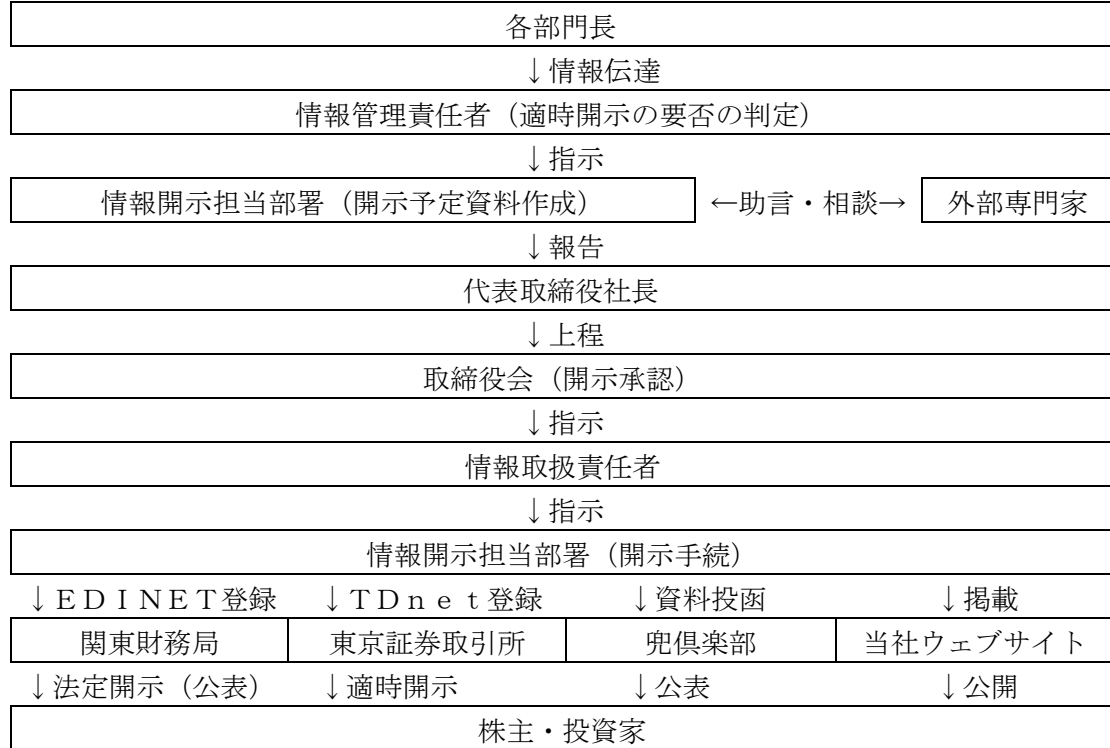 各部門長
↓情報伝達
情報管理責任者(適時開示の要否の判定)
↓指示
情報開示担当部署(開示予定資料作成) ←助言・相談→ 外部専門家
↓報告
代表取締役社長
↓上程
取締役会(開示承認)
↓指示
情報取扱責任者
↓指示
情報開示担当部署(開示手続)
↓EDINET登録 ↓TDnet登録 ↓資料投函 ↓掲載
関東財務局 東京証券取引所 兜倶楽部 当社ウェブサイト
↓法定開示(公表) ↓適時開示 ↓公表 ↓公開
株主・投資家